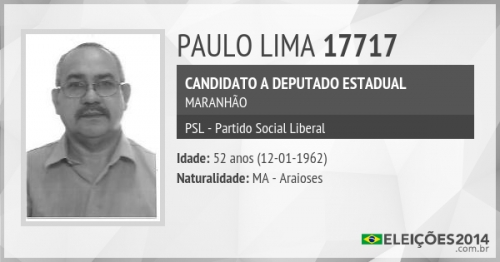 PAULO LIMA 17717
CANDIDATO A DEPUTADO ESTADUAL
MARANHÃO
PSL - Partido Social Liberal
Idade: 52 anos (12-01-1962)
Naturalidade: MA - Araioses
ELEIÇÕES2014
.com.br